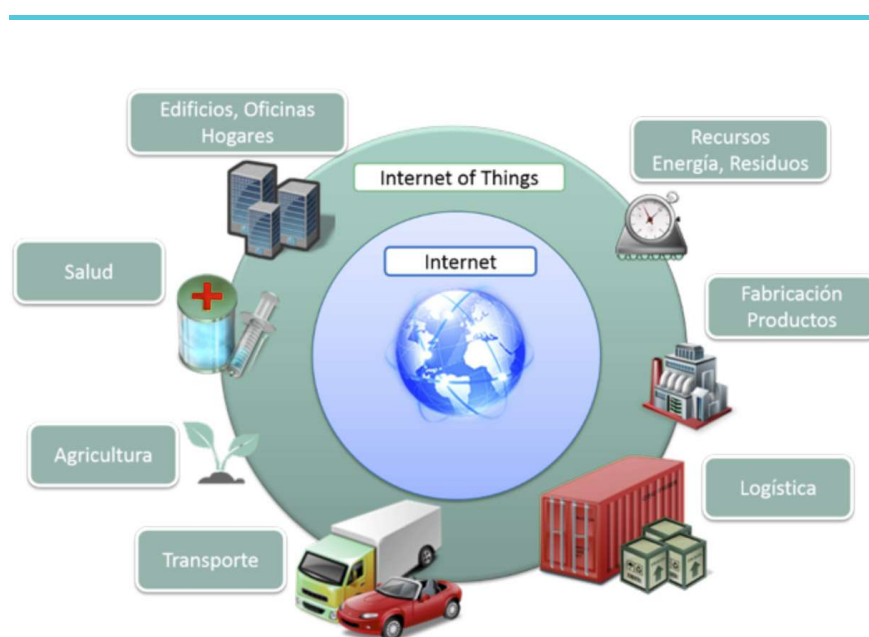 Edificios, Oficinas
Hogares
Recursos
Energía, Residuos
Internet of Things
Internet
Salud
Fabricación
Productos
Agricultura
Logística
Transporte